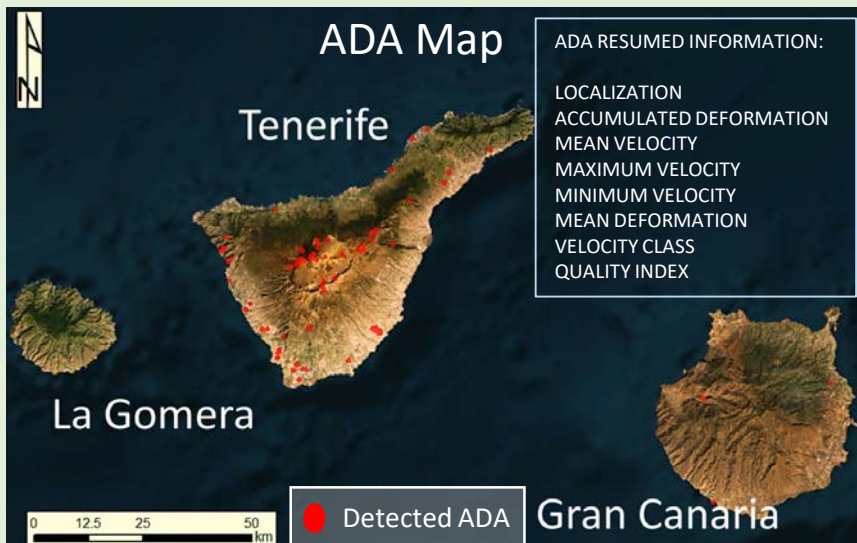 ADA Map
ADA RESUMED INFORMATION:
LOCALIZATION
ACCUMULATED DEFORMATION
MEAN VELOCITY
MAXIMUM VELOCITY
MINIMUM VELOCITY
MEAN DEFORMATION
VELOCITY CLASS
QUALITY INDEX
N
Tenerife
La Gomera
Gran Canaria
0 12.5 25 50
km
Detected ADA